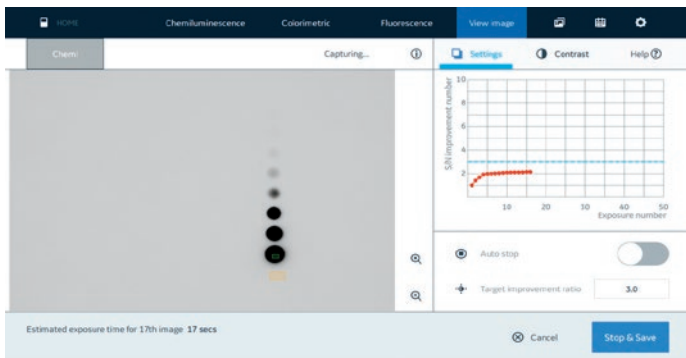 HOME Chemiluminescence Colorimetric Fluorescence View image
Chemi Capturing... Settings Contrast Help
10
8
6
4
2
S/N improvement number
10 20 30 40 50
Exposure number
Auto stop
Target improvement ratio 3.0
Estimated exposure time for 17th image 17 secs
Cancel Stop & Save